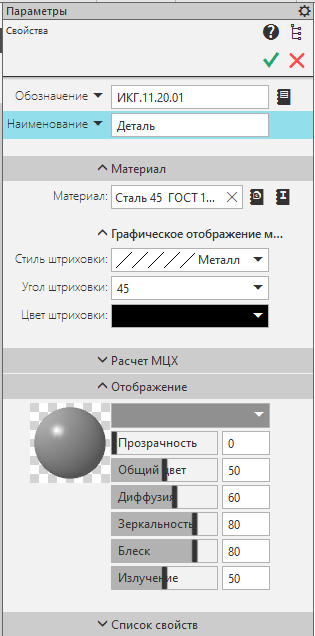 Параметры
Свойства
Обозначение ИКГ.11.20.01
Наименование Деталь
Материал
Материал: Сталь 45 ГОСТ 1...
Графическое отображение м...
Стиль штриховки: Металл
Угол штриховки: 45
Цвет штриховки:
Расчет МЦХ
Отображение
Прозрачность 0
Общий цвет 50
Диффузия 60
Зеркальность 80
Блеск 80
Излучение 50
Список свойств